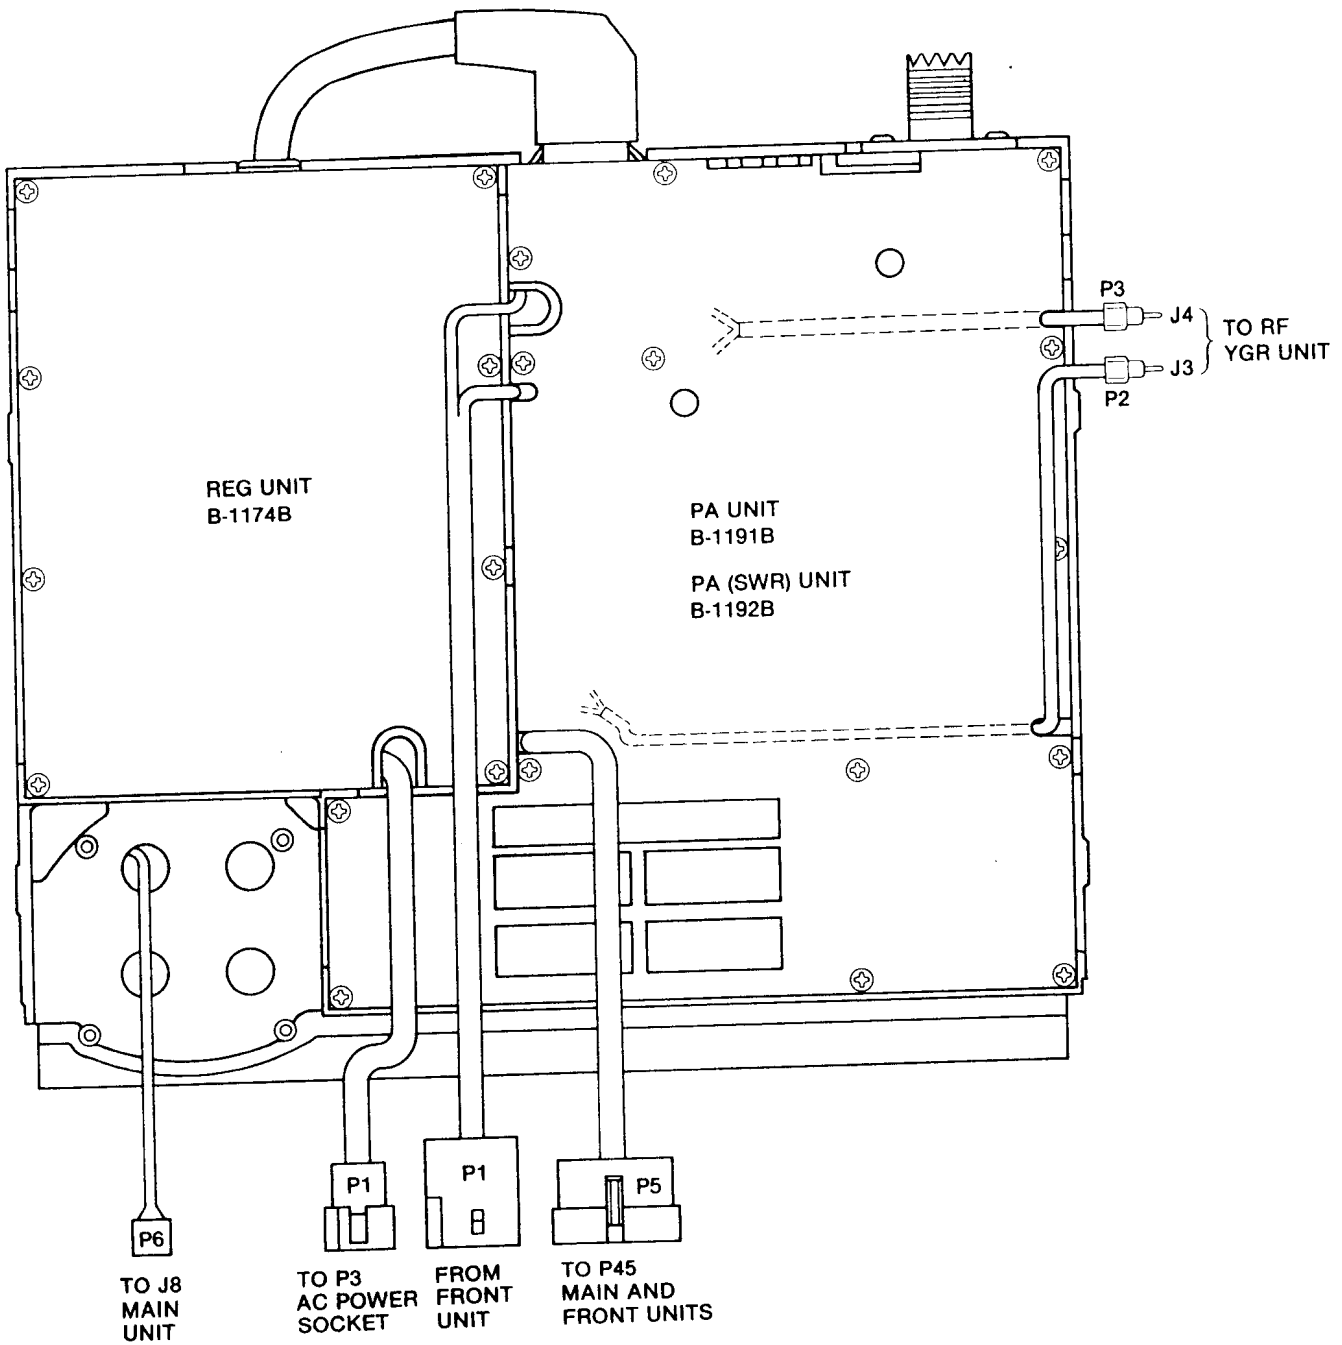 P3
J4
TO RF
YGR UNIT
J3
P2
REG UNIT
B-1174B
PA UNIT
B-1191B
PA (SWR) UNIT
B-1192B
P1
P1
P5
P6
TO J8
MAIN
UNIT
TO P3
AC POWER
SOCKET
FROM
FRONT
UNIT
TO P45
MAIN AND
FRONT UNITS